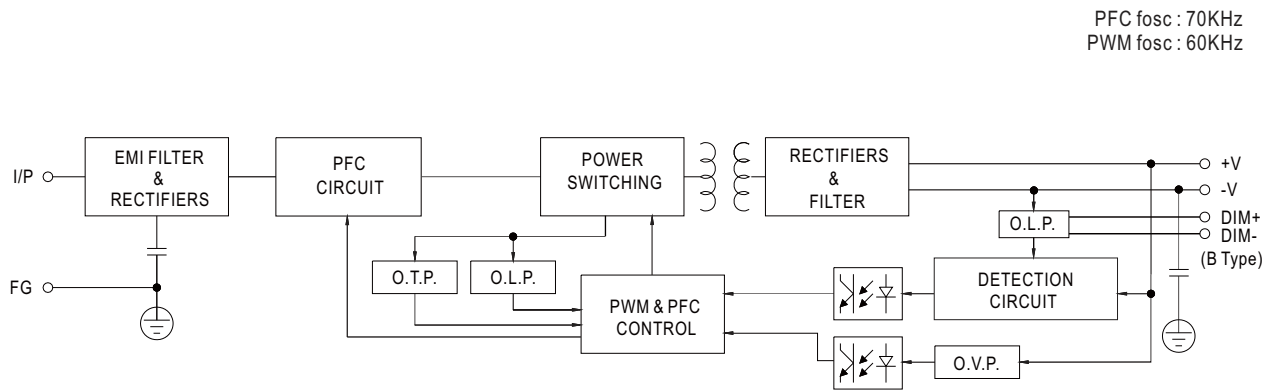 PFC fosc : 70KHz
PWM fosc : 60KHz
I/P
EMI FILTER
&
RECTIFIERS
PFC
CIRCUIT
POWER
SWITCHING
RECTIFIERS
&
FILTER
+V
-V
DIM+
DIM-
(B Type)
O.L.P.
FG
O.T.P.
O.L.P.
PWM & PFC
CONTROL
DETECTION
CIRCUIT
O.V.P.